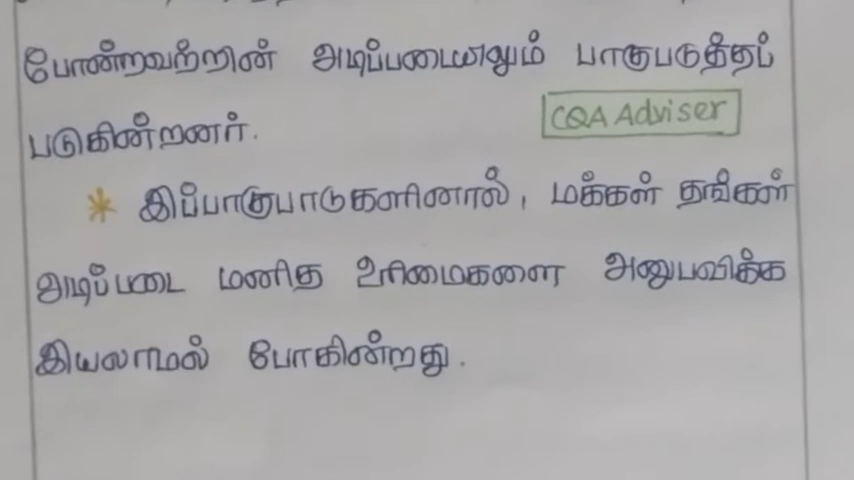 போன்றவற்றின் அடிப்படையிலும் பாகுபடுத்தப்
படுகின்றனர்.
CQA Adviser
* இப்பாகுபாடுகளினால், மக்கள் தங்கள்
அடிப்படை மனித உரிமைகளை அனுபவிக்க
இயலாமல் போகின்றது.